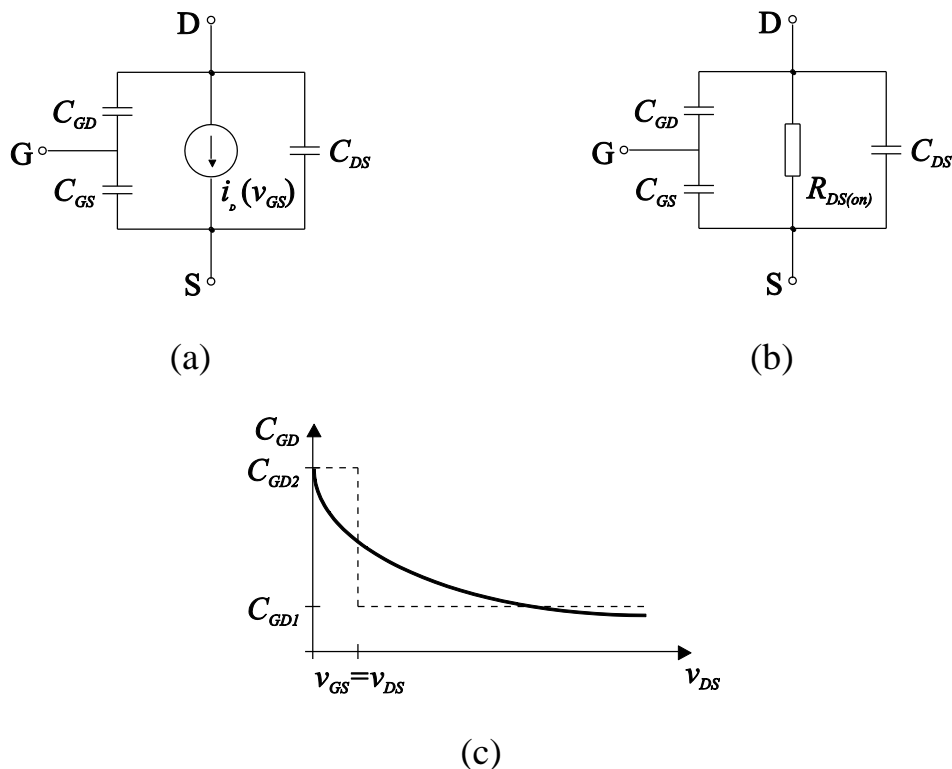 D D
C_GD C_GD
G C_DS G C_DS
C_GS i_D(v_GS) C_GS R_DS(on)
S S
(a) (b)
C_GD
C_GD2
C_GD1
v_GS=v_DS v_DS
(c)